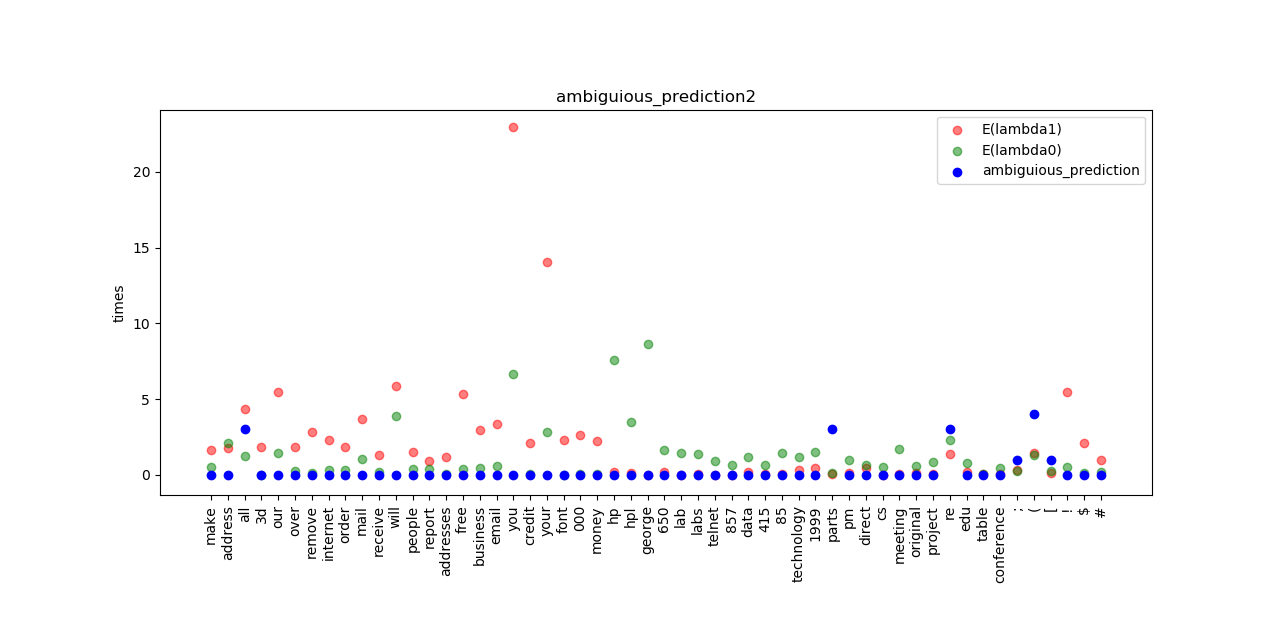 ambiguious_prediction2
E(lambda1)
E(lambda0)
ambiguious_prediction
times
20
15
10
5
0
make
address
all
3d
our
over
remove
internet
order
mail
receive
will
people
report
addresses
free
business
email
you
credit
your
font
000
money
hp
hpl
george
650
lab
labs
telnet
857
data
415
85
technology
1999
parts
pm
direct
cs
meeting
original
project
re
edu
table
conference
;
(
[
!
$
#